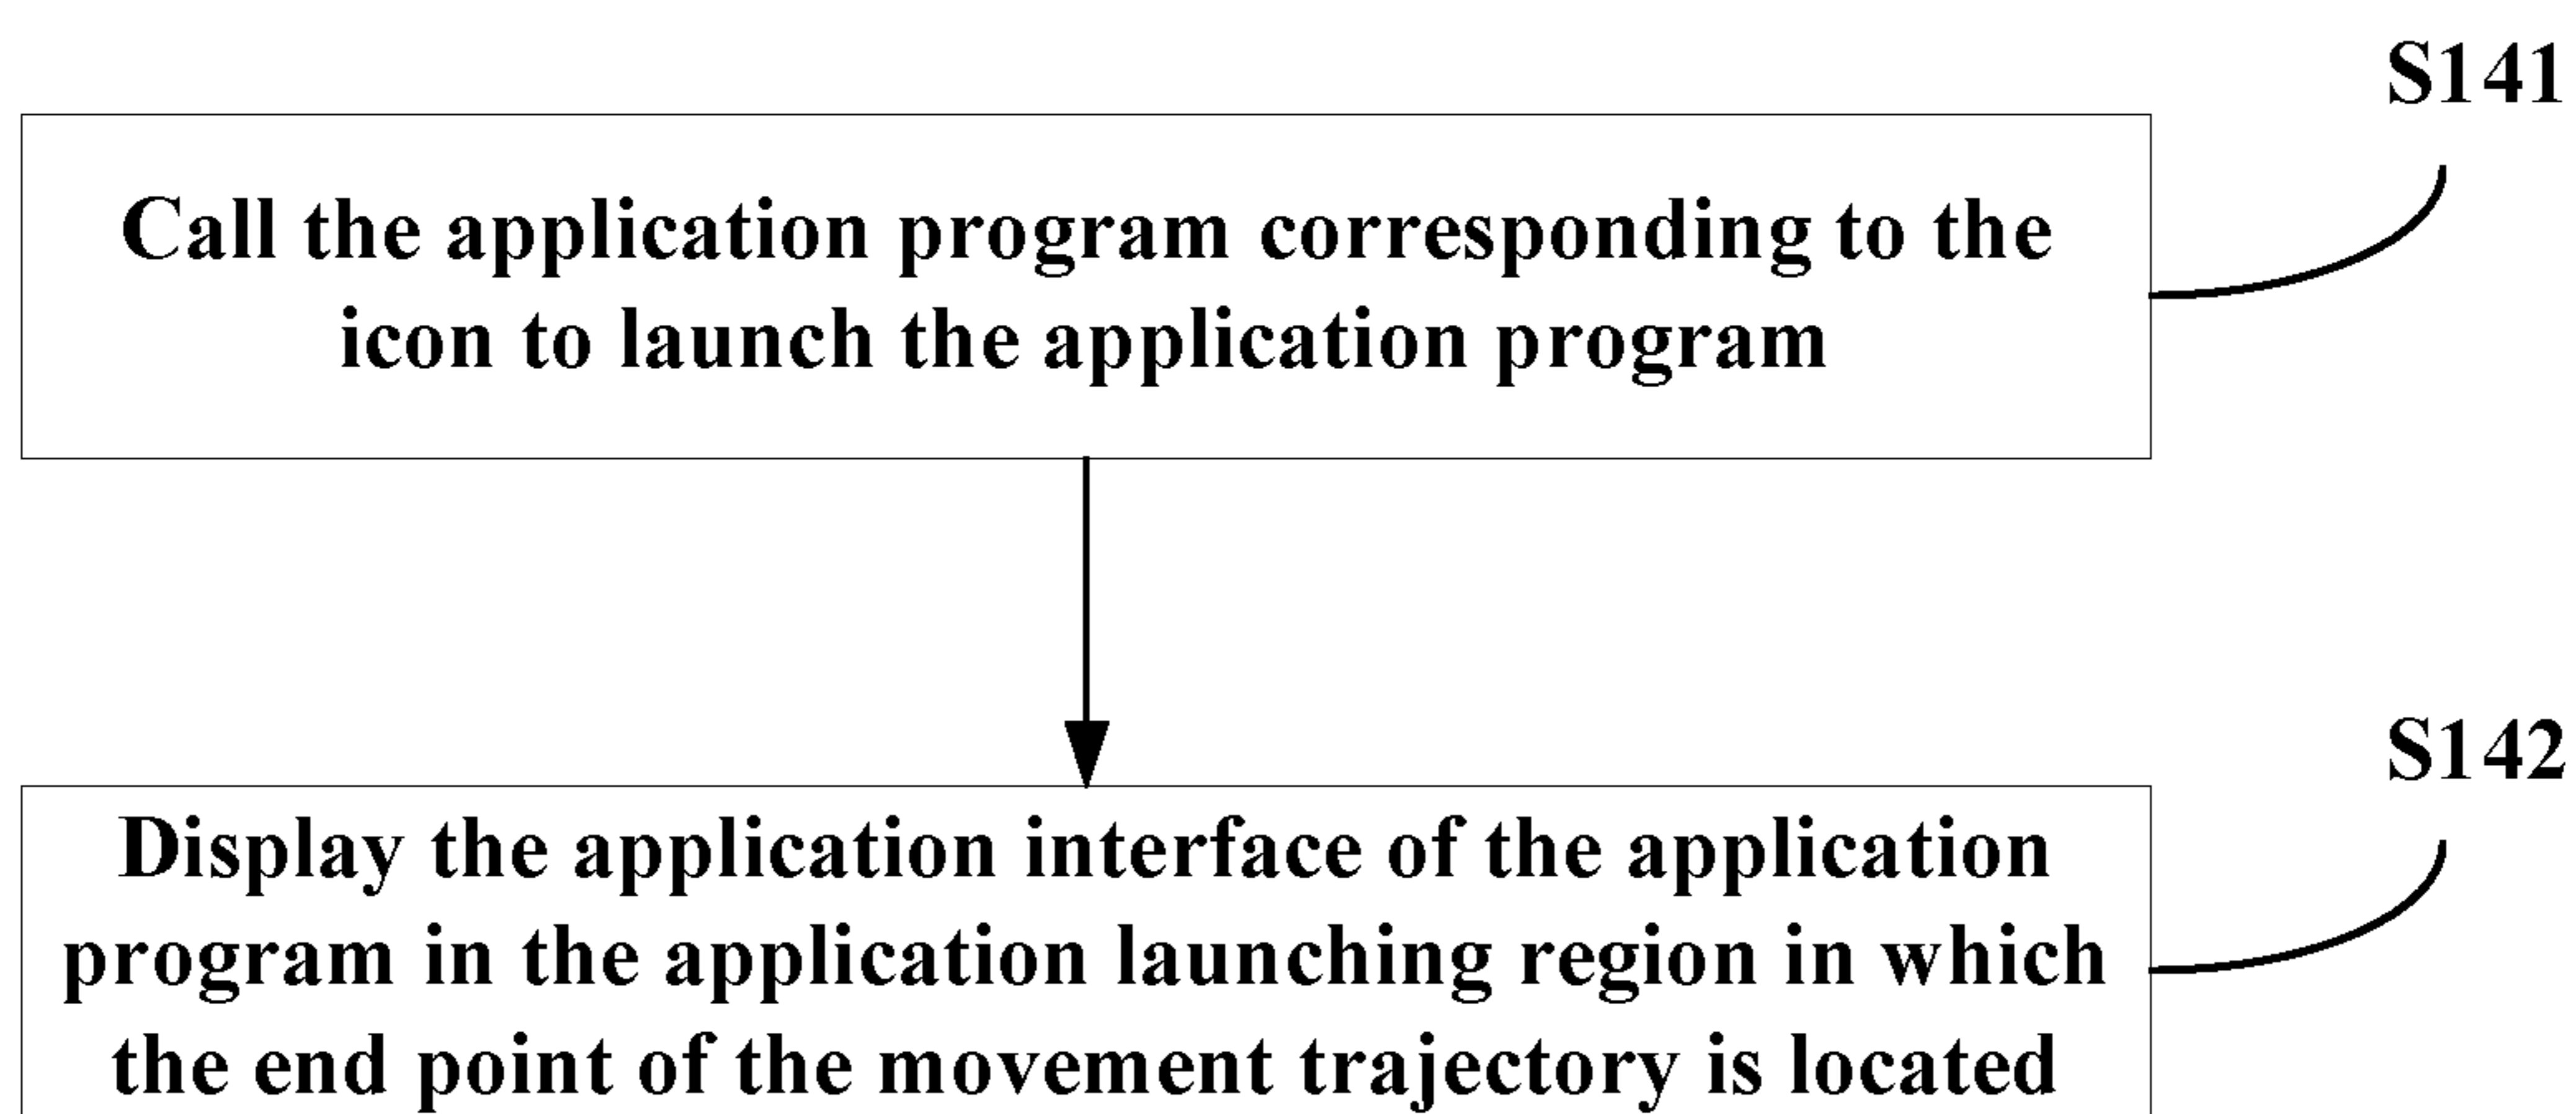 S141
Call the application program corresponding to the
icon to launch the application program
S142
Display the application interface of the application
program in the application launching region in which
the end point of the movement trajectory is located